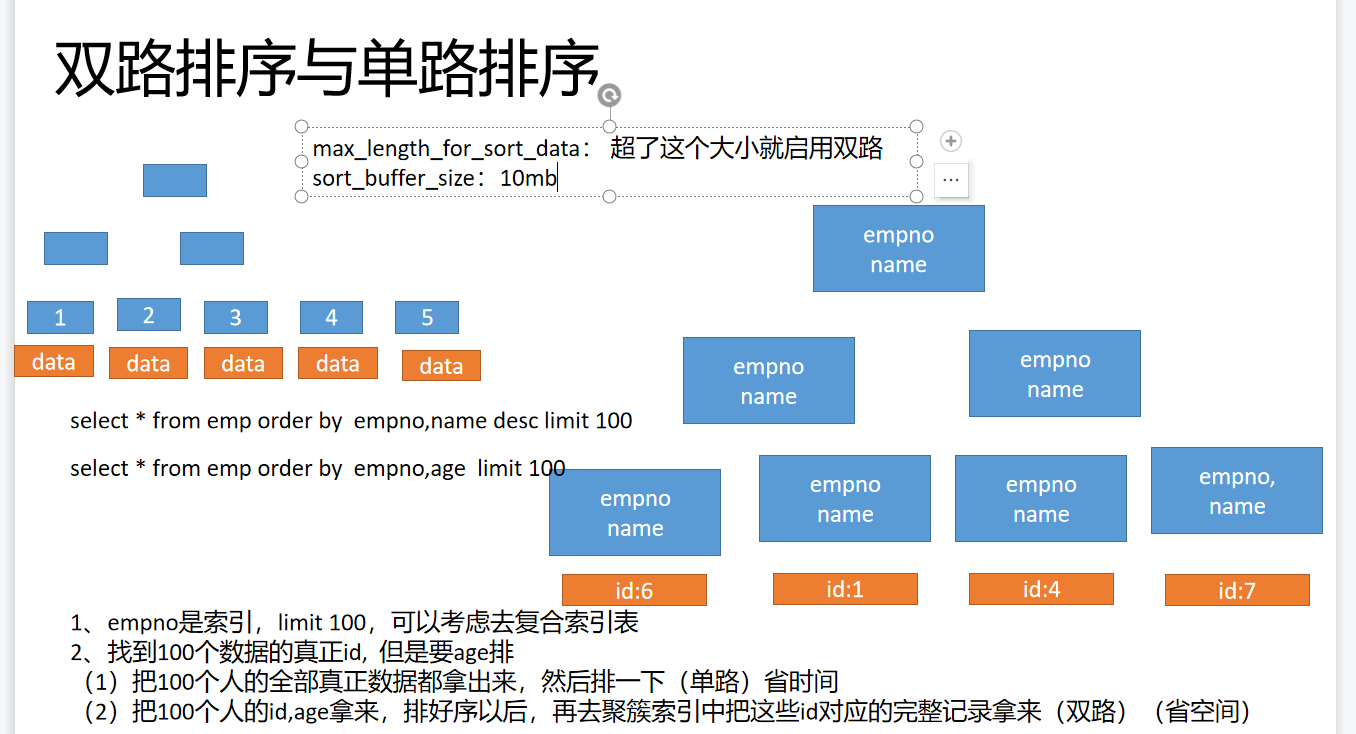 双路排序与单路排序
max_length_for_sort_data： 超了这个大小就启用双路
sort_buffer_size：10mb
empno
name
empno
name
empno
name
1
2
3
4
5
data
data
data
data
data
select * from emp order by empno,name desc limit 100
select * from emp order by empno,age limit 100
empno
name
empno
name
empno
name
empno,
name
id:6
id:1
id:4
id:7
1、empno是索引，limit 100，可以考虑去复合索引表
2、找到100个数据的真正id, 但是要age排
（1）把100个人的全部真正数据都拿出来，然后排一下（单路）省时间
（2）把100个人的id,age拿来，排好序以后，再去聚簇索引中把这些id对应的完整记录拿来（双路）（省空间）